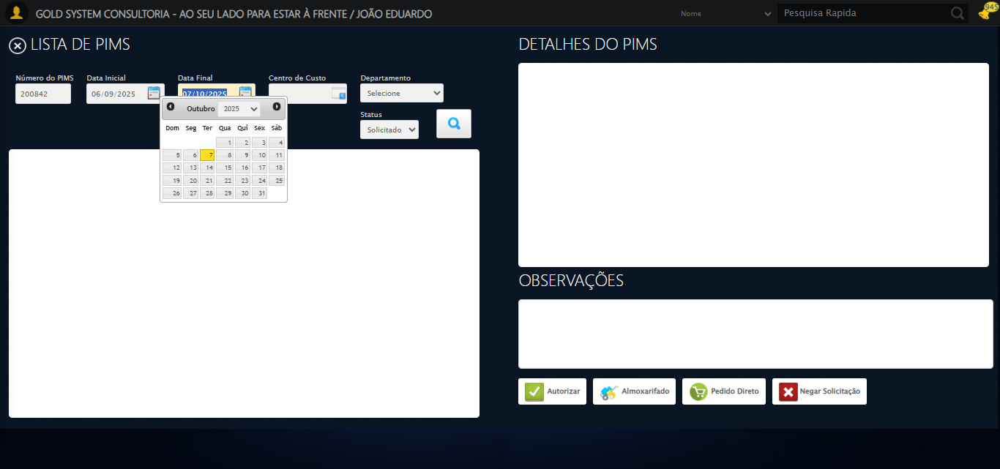 GOLD SYSTEM CONSULTORIA - AO SEU LADO PARA ESTAR À FRENTE / JOÃO EDUARDO
Nome
Pesquisa Rapida
945
LISTA DE PIMS
Número do PIMS
Data Inicial
Data Final
Centro de Custo
Departamento
200842
06/09/2025
07/10/2025
Selecione
Status
Solicitado
Outubro 2025
Dom Seg Ter Qua Qui Sex Sáb
1 2 3 4
5 6 7 8 9 10 11
12 13 14 15 16 17 18
19 20 21 22 23 24 25
26 27 28 29 30 31
DETALHES DO PIMS
OBSERVAÇÕES
Autorizar
Almoxarifado
Pedido Direto
Negar Solicitação